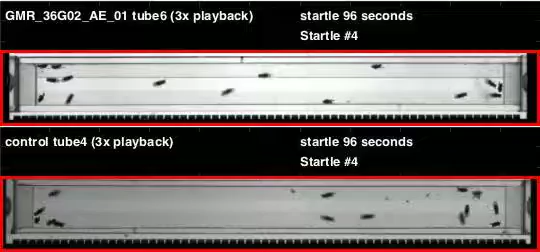 GMR_36G02_AE_01 tube6 (3x playback) startle 96 seconds
Startle #4
control tube4 (3x playback) startle 96 seconds
Startle #4